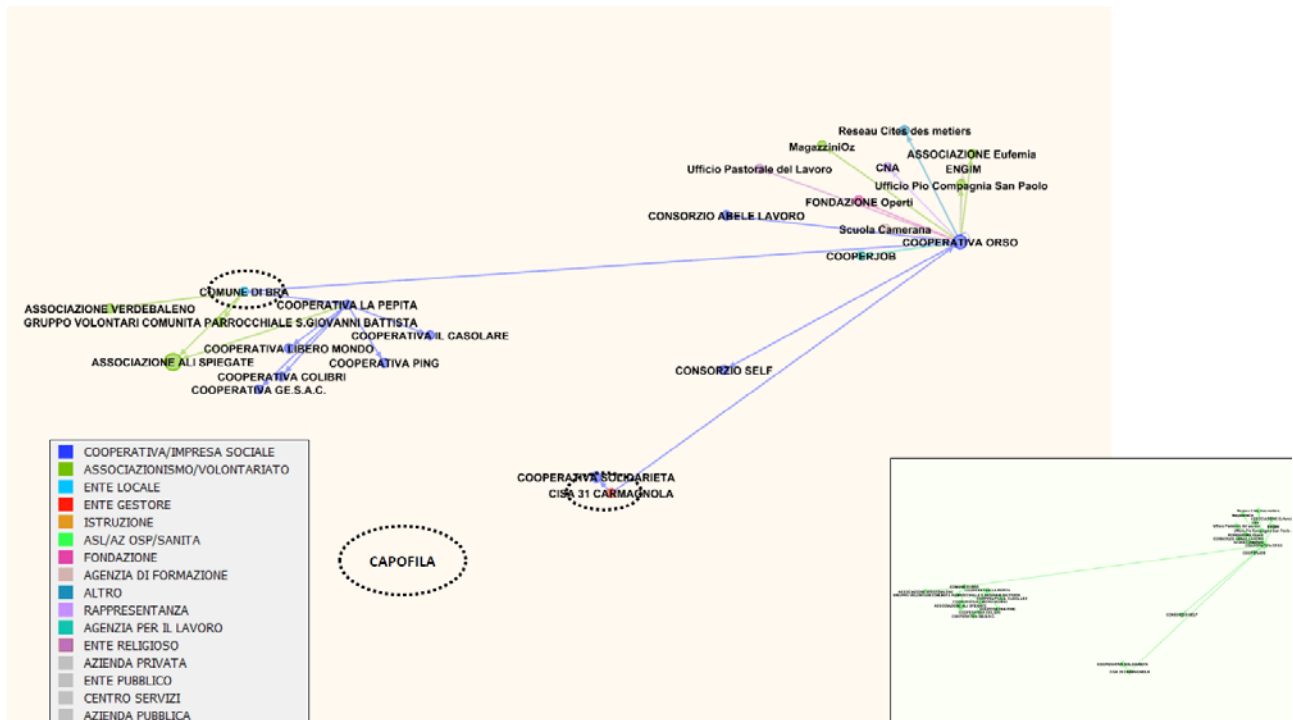 Reseau Cites des metiers
MagazziniOz
ASSOCIAZIONE Eufemia
Ufficio Pastorale del Lavoro
CNA
ENGIM
Ufficio Pio Compagnia San Paolo
FONDAZIONE Operti
CONSORZIO ABELE LAVORO
Scuola Camerana
COOPERATIVA ORSO
COOPERJOB
COMUNE DI BRA
COOPERATIVA LA PEPITA
ASSOCIAZIONE VERDEBALENO
GRUPPO VOLONTARI COMUNITA PARROCCHIALE S.GIOVANNI BATTISTA
COOPERATIVA IL CASOLARE
COOPERATIVA LIBERO MONDO
ASSOCIAZIONE ALI SPIEGATE
COOPERATIVA PING
COOPERATIVA COLIBRI
COOPERATIVA GE.S.A.C.
CONSORZIO SELF
COOPERATIVA SOLIDARIETA
CISA 31 CARMAGNOLA
CAPOFILA
COOPERATIVA/IMPRESA SOCIALE
ASSOCIAZIONISMO/VOLONTARIATO
ENTE LOCALE
ENTE GESTORE
ISTRUZIONE
ASL/AZ OSP/SANITA
FONDAZIONE
AGENZIA DI FORMAZIONE
ALTRO
RAPPRESENTANZA
AGENZIA PER IL LAVORO
ENTE RELIGIOSO
AZIENDA PRIVATA
ENTE PUBBLICO
CENTRO SERVIZI
AZIENDA PUBBLICA
CONSORZIO SELF
CISA 31 CARMAGNOLA